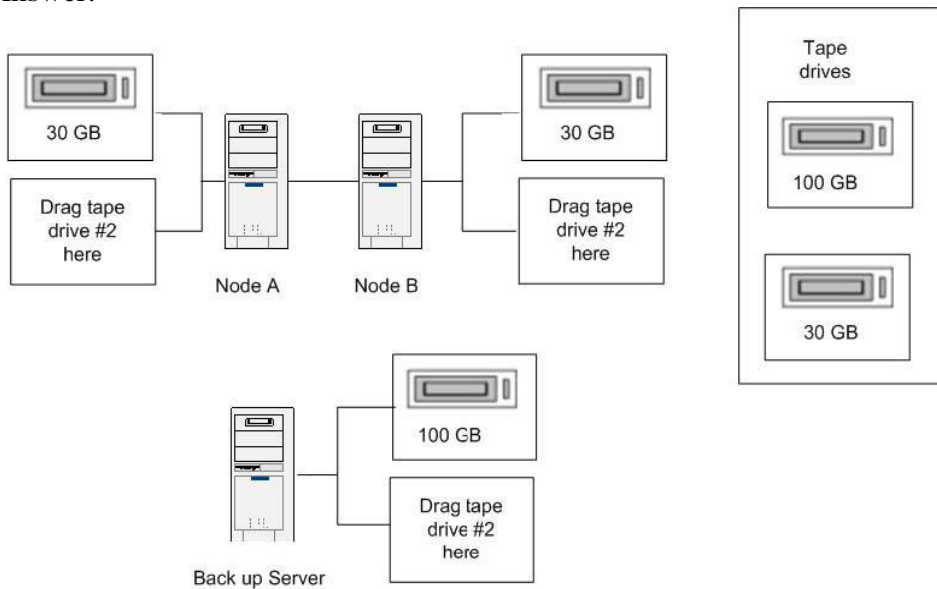 30 GB
Drag tape
drive #2
here
Node A
Node B
30 GB
Drag tape
drive #2
here
Tape
drives
100 GB
30 GB
100 GB
Drag tape
drive #2
here
Back up Server